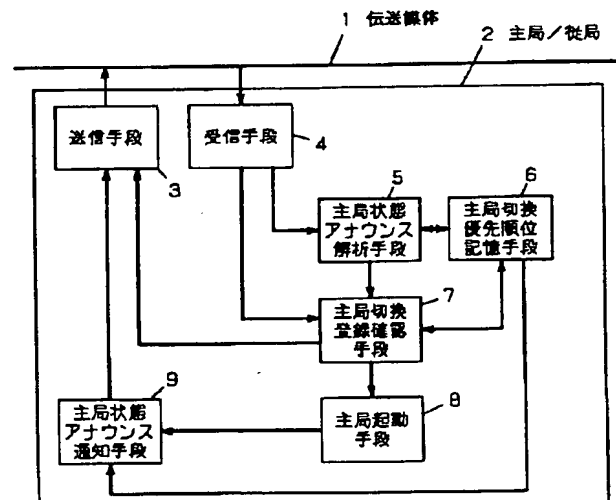 1 伝送媒体
2 主局/従局
送信手段
3
受信手段
4
5
主局状態
アナウンス
解析手段
6
主局切換
優先順位
記憶手段
7
主局切換
登録確認
手段
8
主局起動
手段
9
主局状態
アナウンス
通知手段